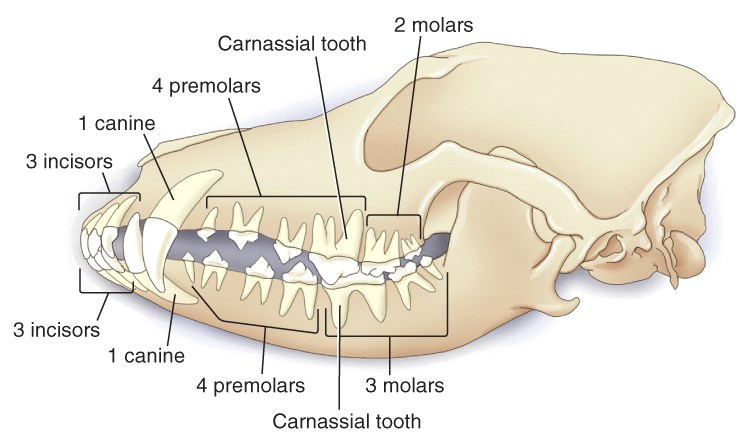 2 molars
Carnassial tooth
4 premolars
1 canine
3 incisors
3 incisors
1 canine
4 premolars
3 molars
Carnassial tooth